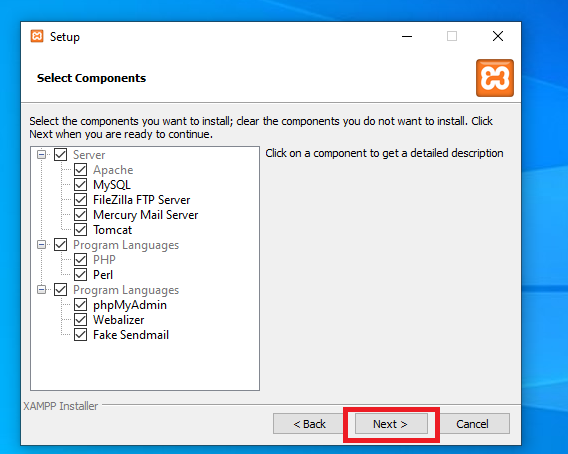 Setup
Select Components
Select the components you want to install; clear the components you do not want to install. Click
Next when you are ready to continue.
Server
Apache
MySQL
FileZilla FTP Server
Mercury Mail Server
Tomcat
Program Languages
PHP
Perl
Program Languages
phpMyAdmin
Webalizer
Fake Sendmail
Click on a component to get a detailed description
XAMPP Installer
< Back
Next >
Cancel